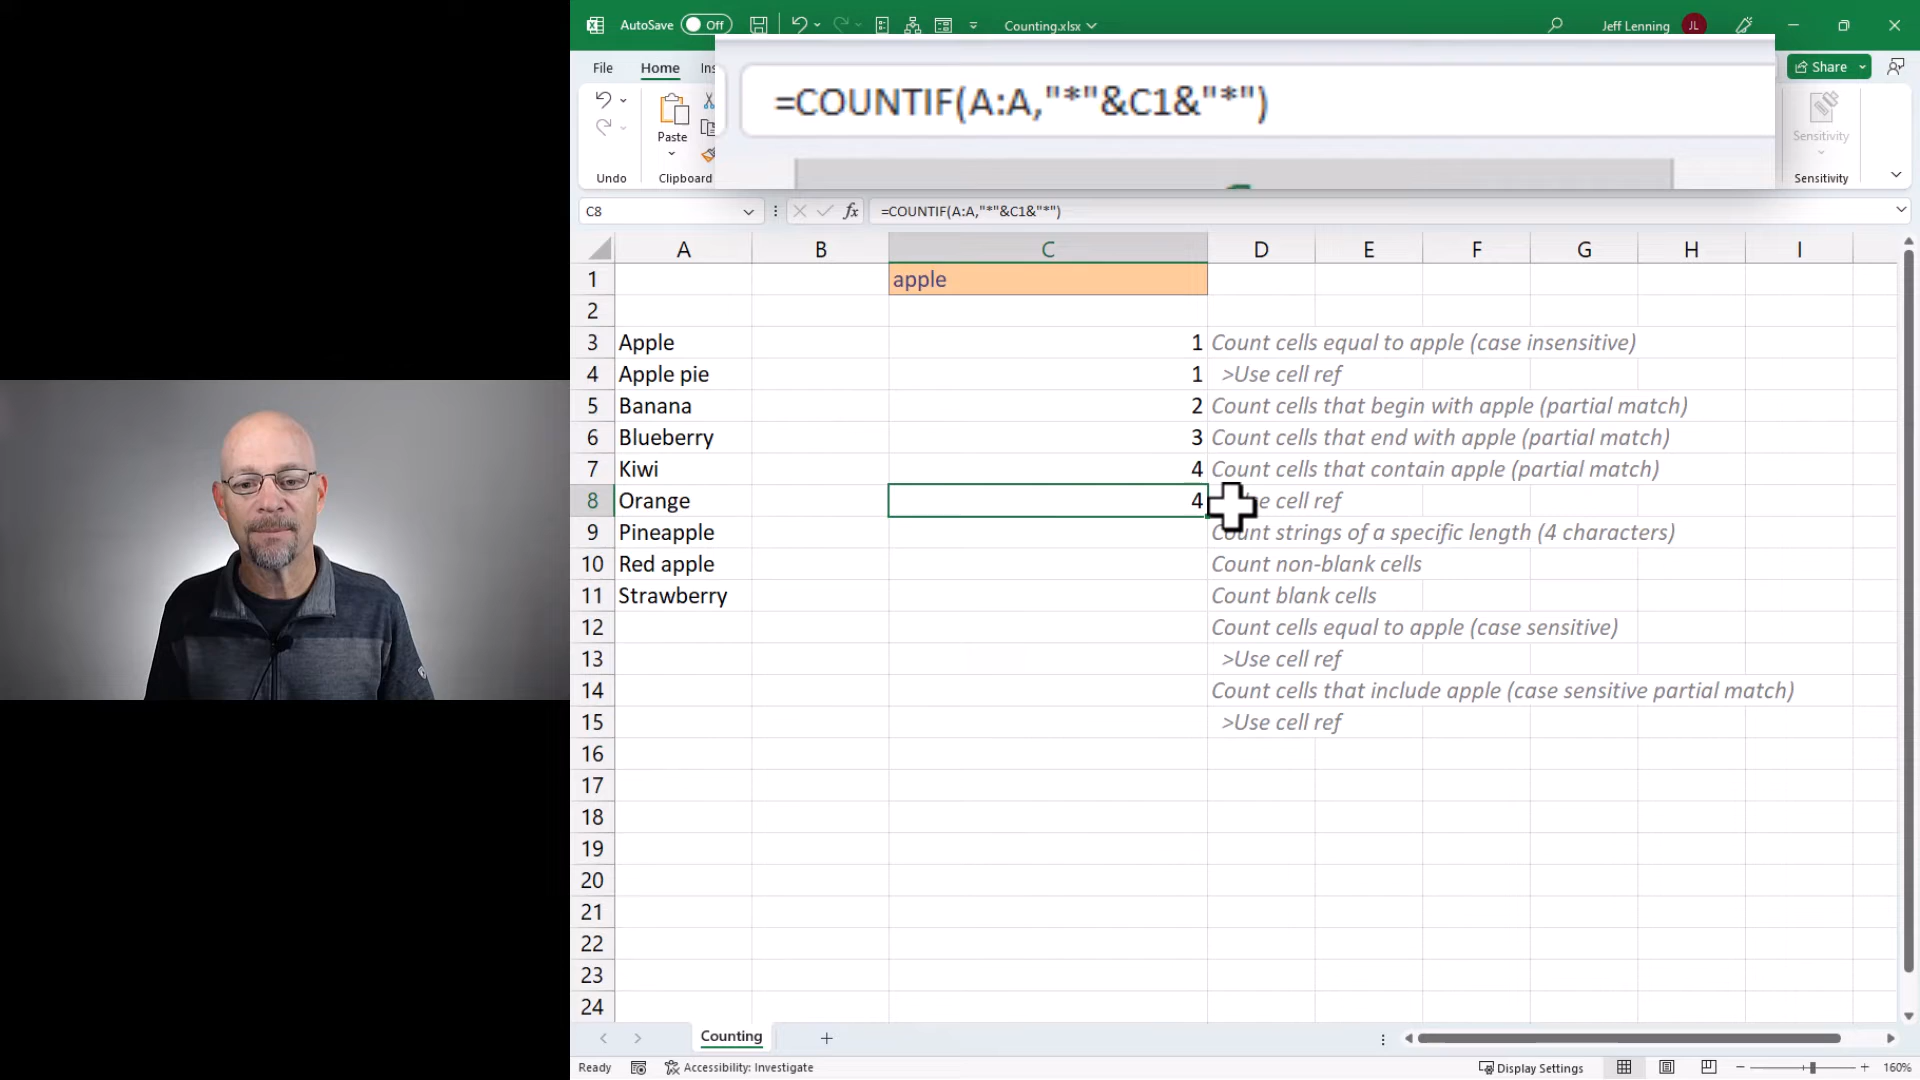 AutoSave Off Counting.xlsx Jeff Lenning JL
File Home Ins Share
=COUNTIF(A:A,"*"&C1&"*")
Paste
Sensitivity
Undo Clipboard Sensitivity
C8 fx =COUNTIF(A:A,"*"&C1&"*")
A B C D E F G H I
1 apple
2
3 Apple 1 Count cells equal to apple (case insensitive)
4 Apple pie 1 >Use cell ref
5 Banana 2 Count cells that begin with apple (partial match)
6 Blueberry 3 Count cells that end with apple (partial match)
7 Kiwi 4 Count cells that contain apple (partial match)
8 Orange 4 e cell ref
9 Pineapple Count strings of a specific length (4 characters)
10 Red apple Count non-blank cells
11 Strawberry Count blank cells
12 Count cells equal to apple (case sensitive)
13 >Use cell ref
14 Count cells that include apple (case sensitive partial match)
15 >Use cell ref
16
17
18
19
20
21
22
23
24
Counting
Ready Accessibility: Investigate Display Settings 160%